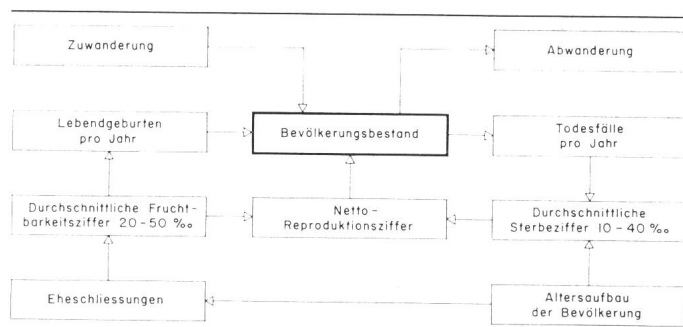 Zuwanderung
Abwanderung
Lebendgeburten
pro Jahr
Bevölkerungsbestand
Todesfälle
pro Jahr
Durchschnittliche Frucht-
barkeitsziffer 20-50 ‰
Netto-
Reproduktionsziffer
Durchschnittliche
Sterbeziffer 10-40 ‰
Eheschliessungen
Altersaufbau
der Bevölkerung